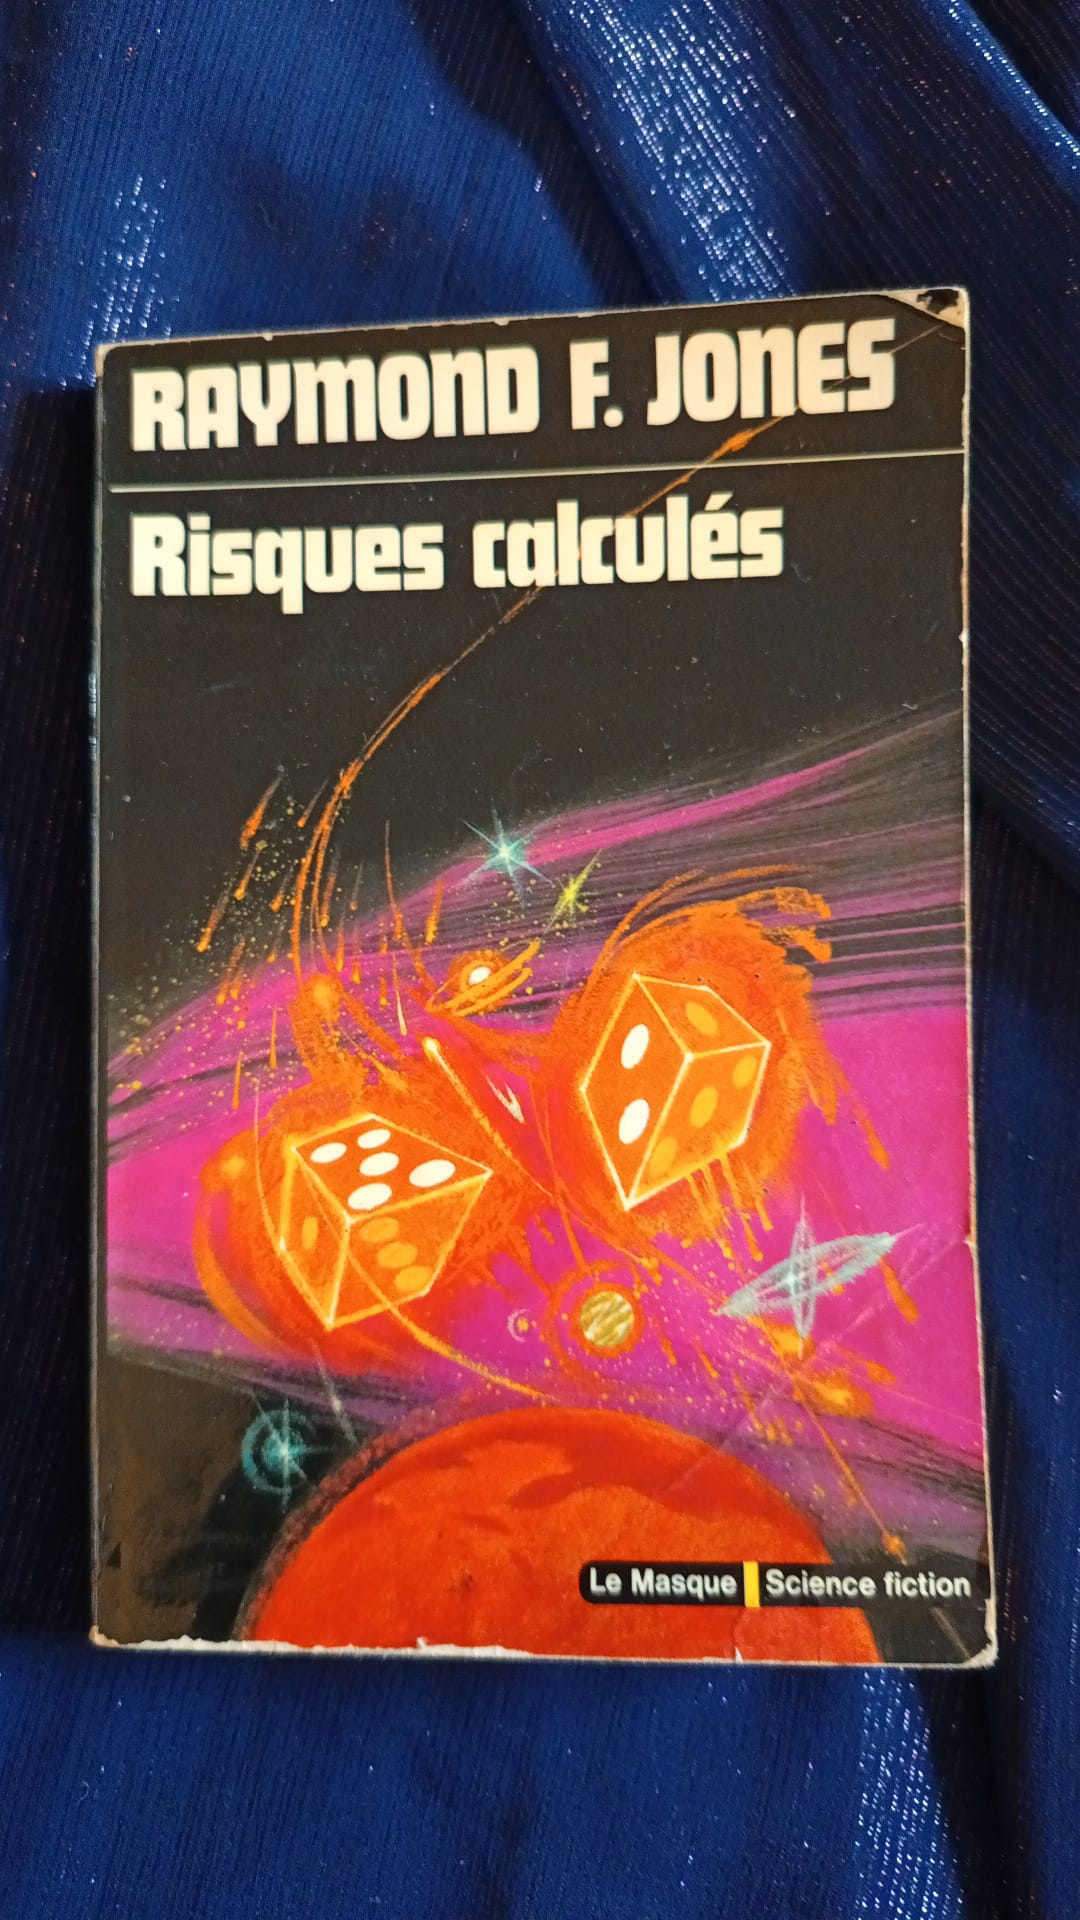 RAYMOND F. JONES
Risques calculés
Le Masque Science fiction